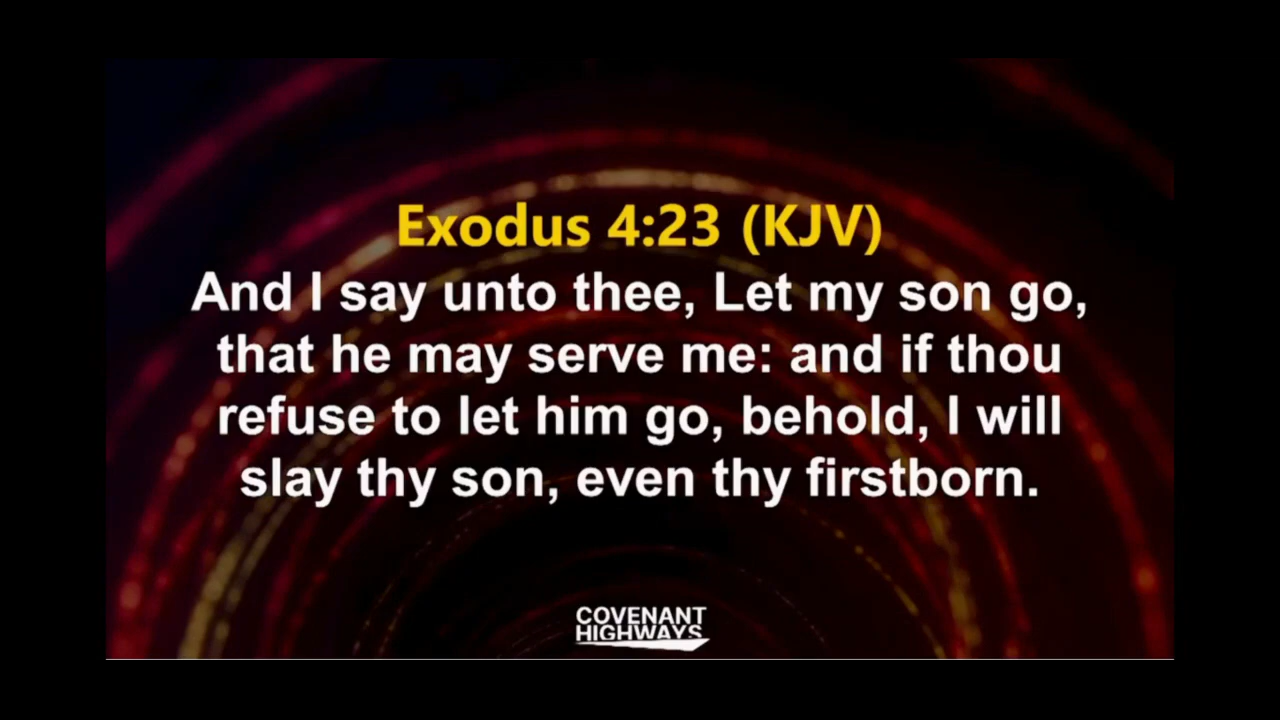 Exodus 4:23 (KJV)
And I say unto thee, Let my son go,
that he may serve me: and if thou
refuse to let him go, behold, I will
slay thy son, even thy firstborn.
COVENANT
HIGHWAYS